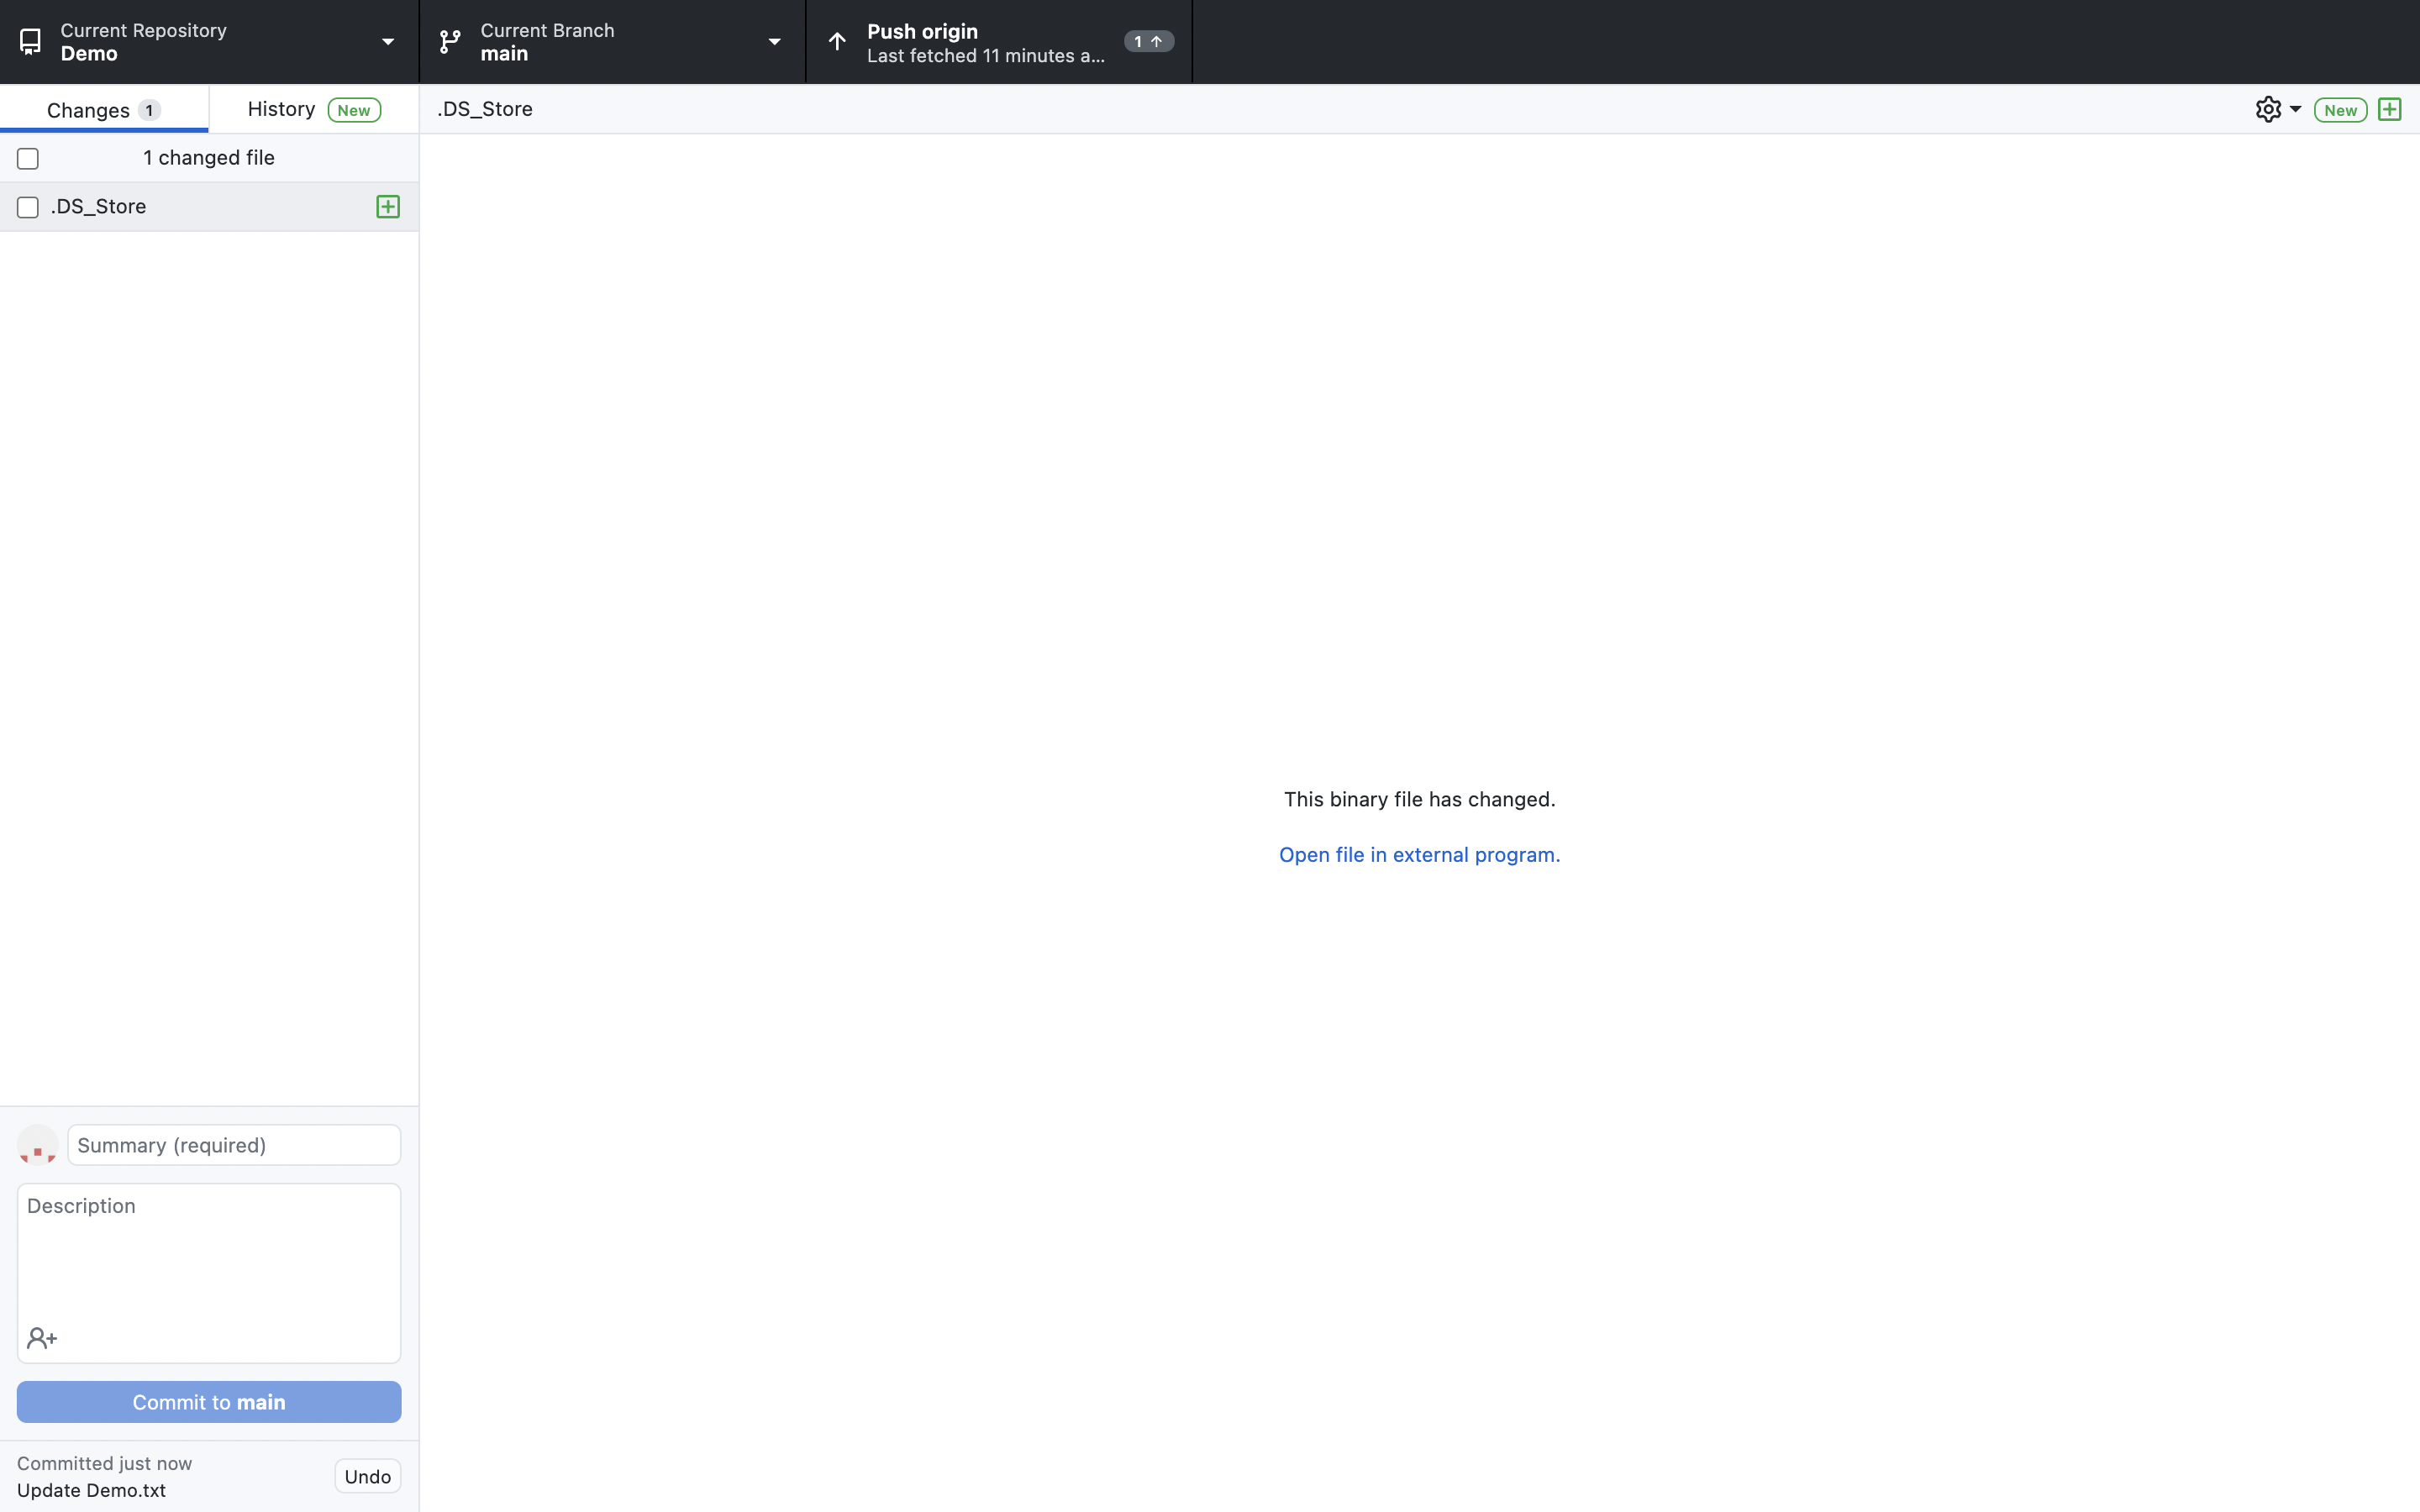 Current Repository
Demo
Current Branch
main
Push origin
Last fetched 11 minutes a...
1
Changes 1
History New
.DS_Store
New
1 changed file
.DS_Store
This binary file has changed.
Open file in external program.
Summary (required)
Description
Commit to main
Committed just now
Update Demo.txt
Undo